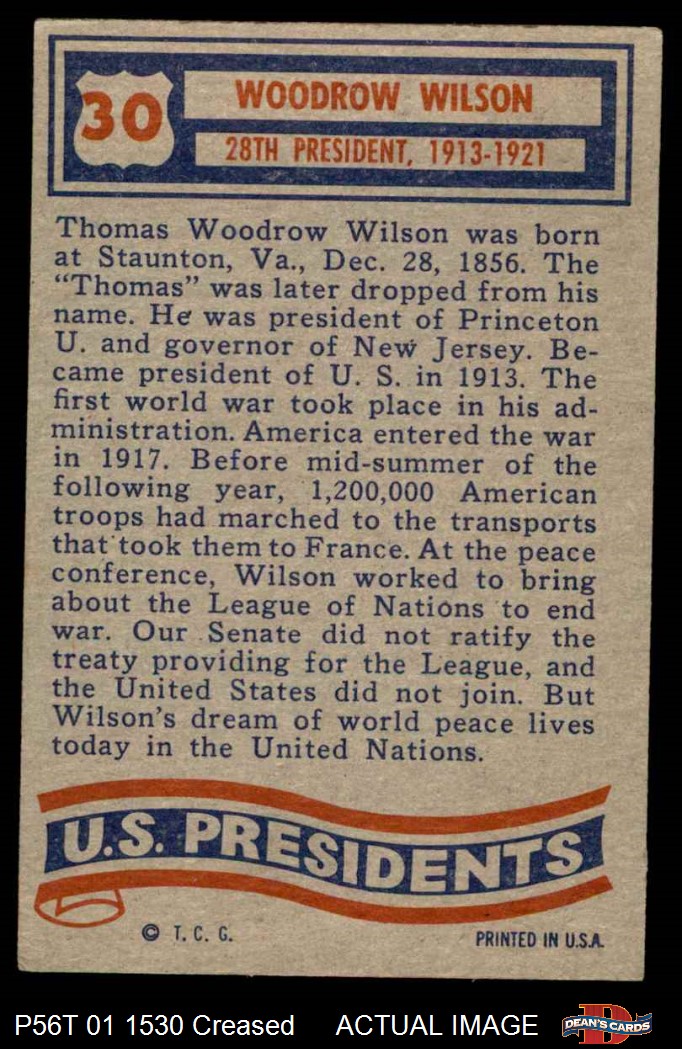 30
WOODROW WILSON
28TH PRESIDENT, 1913-1921
Thomas Woodrow Wilson was born
at Staunton, Va., Dec. 28, 1856. The
“Thomas” was later dropped from his
name. He was president of Princeton
U. and governor of New Jersey. Be-
came president of U. S. in 1913. The
first world war took place in his ad-
ministration. America entered the war
in 1917. Before mid-summer of the
following year, 1,200,000 American
troops had marched to the transports
that took them to France. At the peace
conference, Wilson worked to bring
about the League of Nations to end
war. Our Senate did not ratify the
treaty providing for the League, and
the United States did not join. But
Wilson's dream of world peace lives
today in the United Nations.
U.S. PRESIDENTS
© T. C. G.
PRINTED IN U.S.A.
P56T 01 1530 Creased ACTUAL IMAGE
D
DEAN'S CARDS